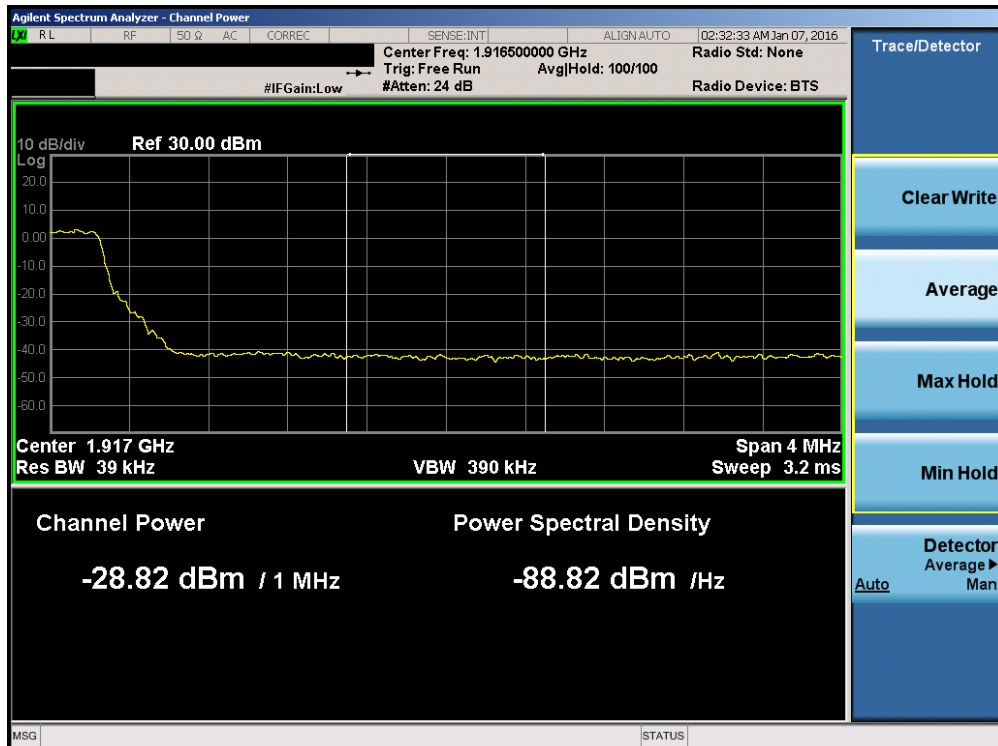 Agilent Spectrum Analyzer - Channel Power
LXI RL RF 50 Ω AC CORREC SENSE:INT ALIGN AUTO 02:32:33 AM Jan 07, 2016
Center Freq: 1.916500000 GHz Radio Std: None
Trig: Free Run Avg|Hold: 100/100
#IFGain:Low #Atten: 24 dB Radio Device: BTS
10 dB/div Ref 30.00 dBm
Log
20.0
10.0
0.00
-10.0
-20.0
-30.0
-40.0
-50.0
-60.0
Center 1.917 GHz Span 4 MHz
Res BW 39 kHz VBW 390 kHz Sweep 3.2 ms
Channel Power Power Spectral Density
-28.82 dBm / 1 MHz -88.82 dBm /Hz
MSG STATUS
Trace/Detector
Clear Write
Average
Max Hold
Min Hold
Detector
Average
Auto Man